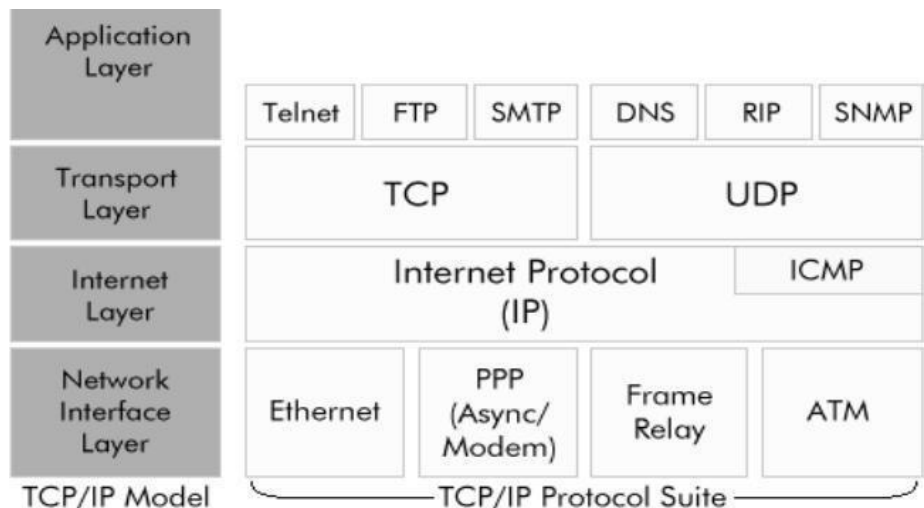 Application
Layer
Telnet FTP SMTP DNS RIP SNMP
Transport
Layer
TCP UDP
Internet
Layer
Internet Protocol
(IP)
ICMP
Network
Interface
Layer
Ethernet
PPP
(Async/
Modem)
Frame
Relay
ATM
TCP/IP Model
TCP/IP Protocol Suite